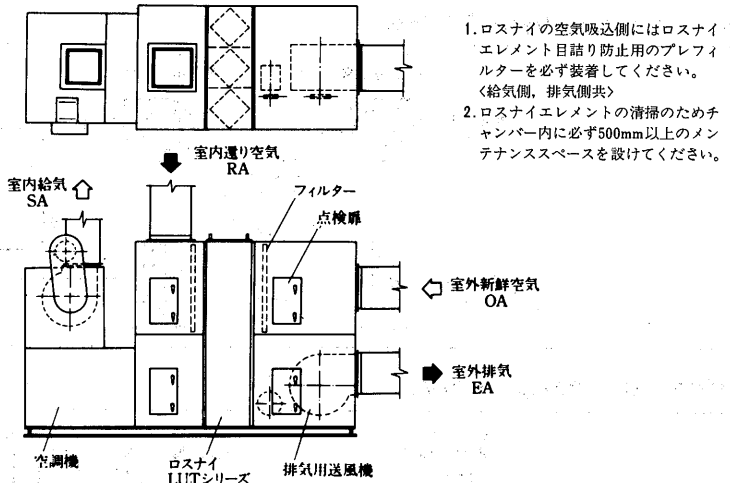 1.ロスナイの空気吸込側にはロスナイ
エレメント目詰り防止用のプレフィ
ルターを必ず装着してください。
〈給気側,排気側共〉
2.ロスナイエレメントの清掃のためチ
ャンバー内に必ず500mm以上のメン
テナンススペースを設けてください。
室内還り空気
RA
室内給気
SA
フィルター
点検扉
室外新鮮空気
OA
室外排気
EA
空調機
ロスナイ
LUTシリーズ
排気用送風機